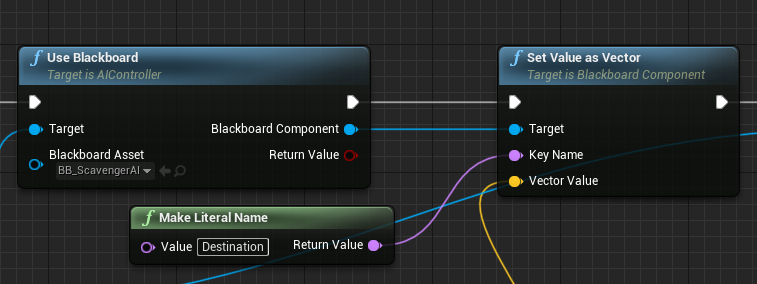 Use Blackboard
Target is AIController
Target
Blackboard Component
Blackboard Asset
BB_ScavengerAI
Return Value
Set Value as Vector
Target is Blackboard Component
Target
Key Name
Vector Value
Make Literal Name
Value Destination Return Value